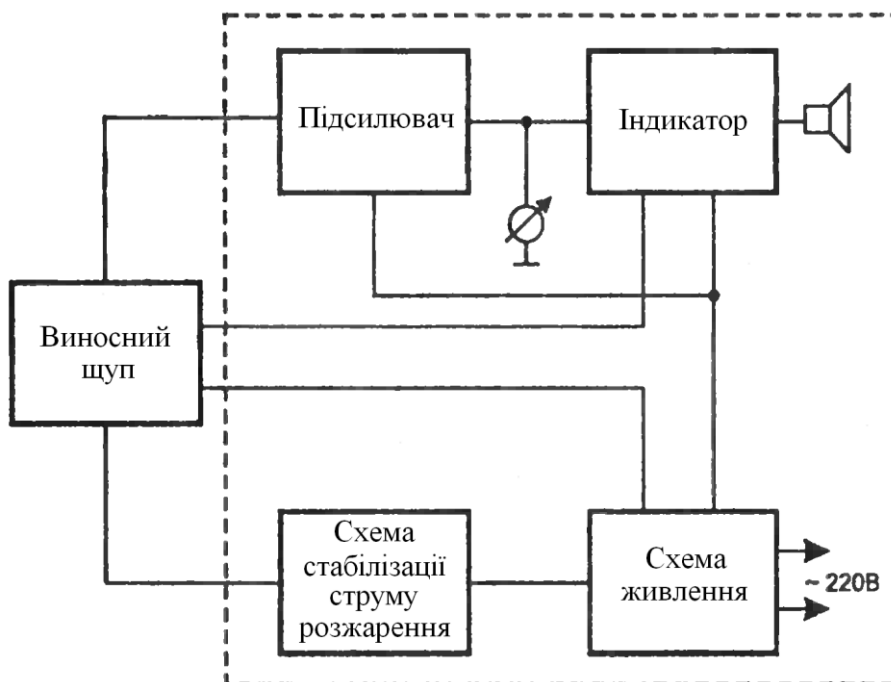 Підсилювач
Індикатор
Виносний
щуп
Схема
стабілізації
струму
розжарення
Схема
живлення
~ 220В